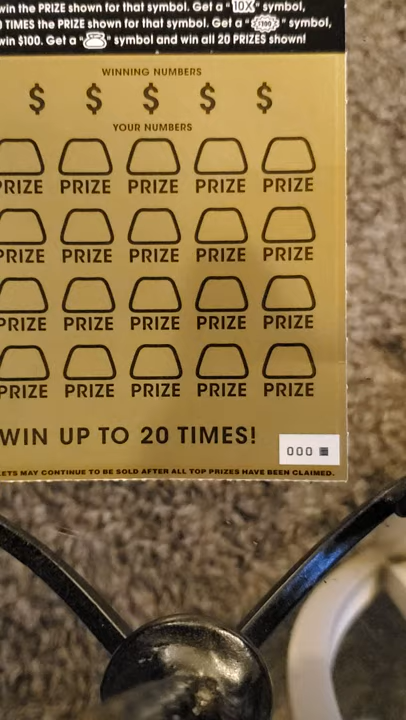 win the PRIZE shown for that symbol. Get a "10X" symbol,
TIMES the PRIZE shown for that symbol. Get a "$100" symbol,
win $100. Get a " " symbol and win all 20 PRIZES shown!
WINNING NUMBERS
$ $ $ $ $
YOUR NUMBERS
PRIZE PRIZE PRIZE PRIZE PRIZE
PRIZE PRIZE PRIZE PRIZE PRIZE
PRIZE PRIZE PRIZE PRIZE PRIZE
PRIZE PRIZE PRIZE PRIZE PRIZE
WIN UP TO 20 TIMES!
000
ETS MAY CONTINUE TO BE SOLD AFTER ALL TOP PRIZES HAVE BEEN CLAIMED.